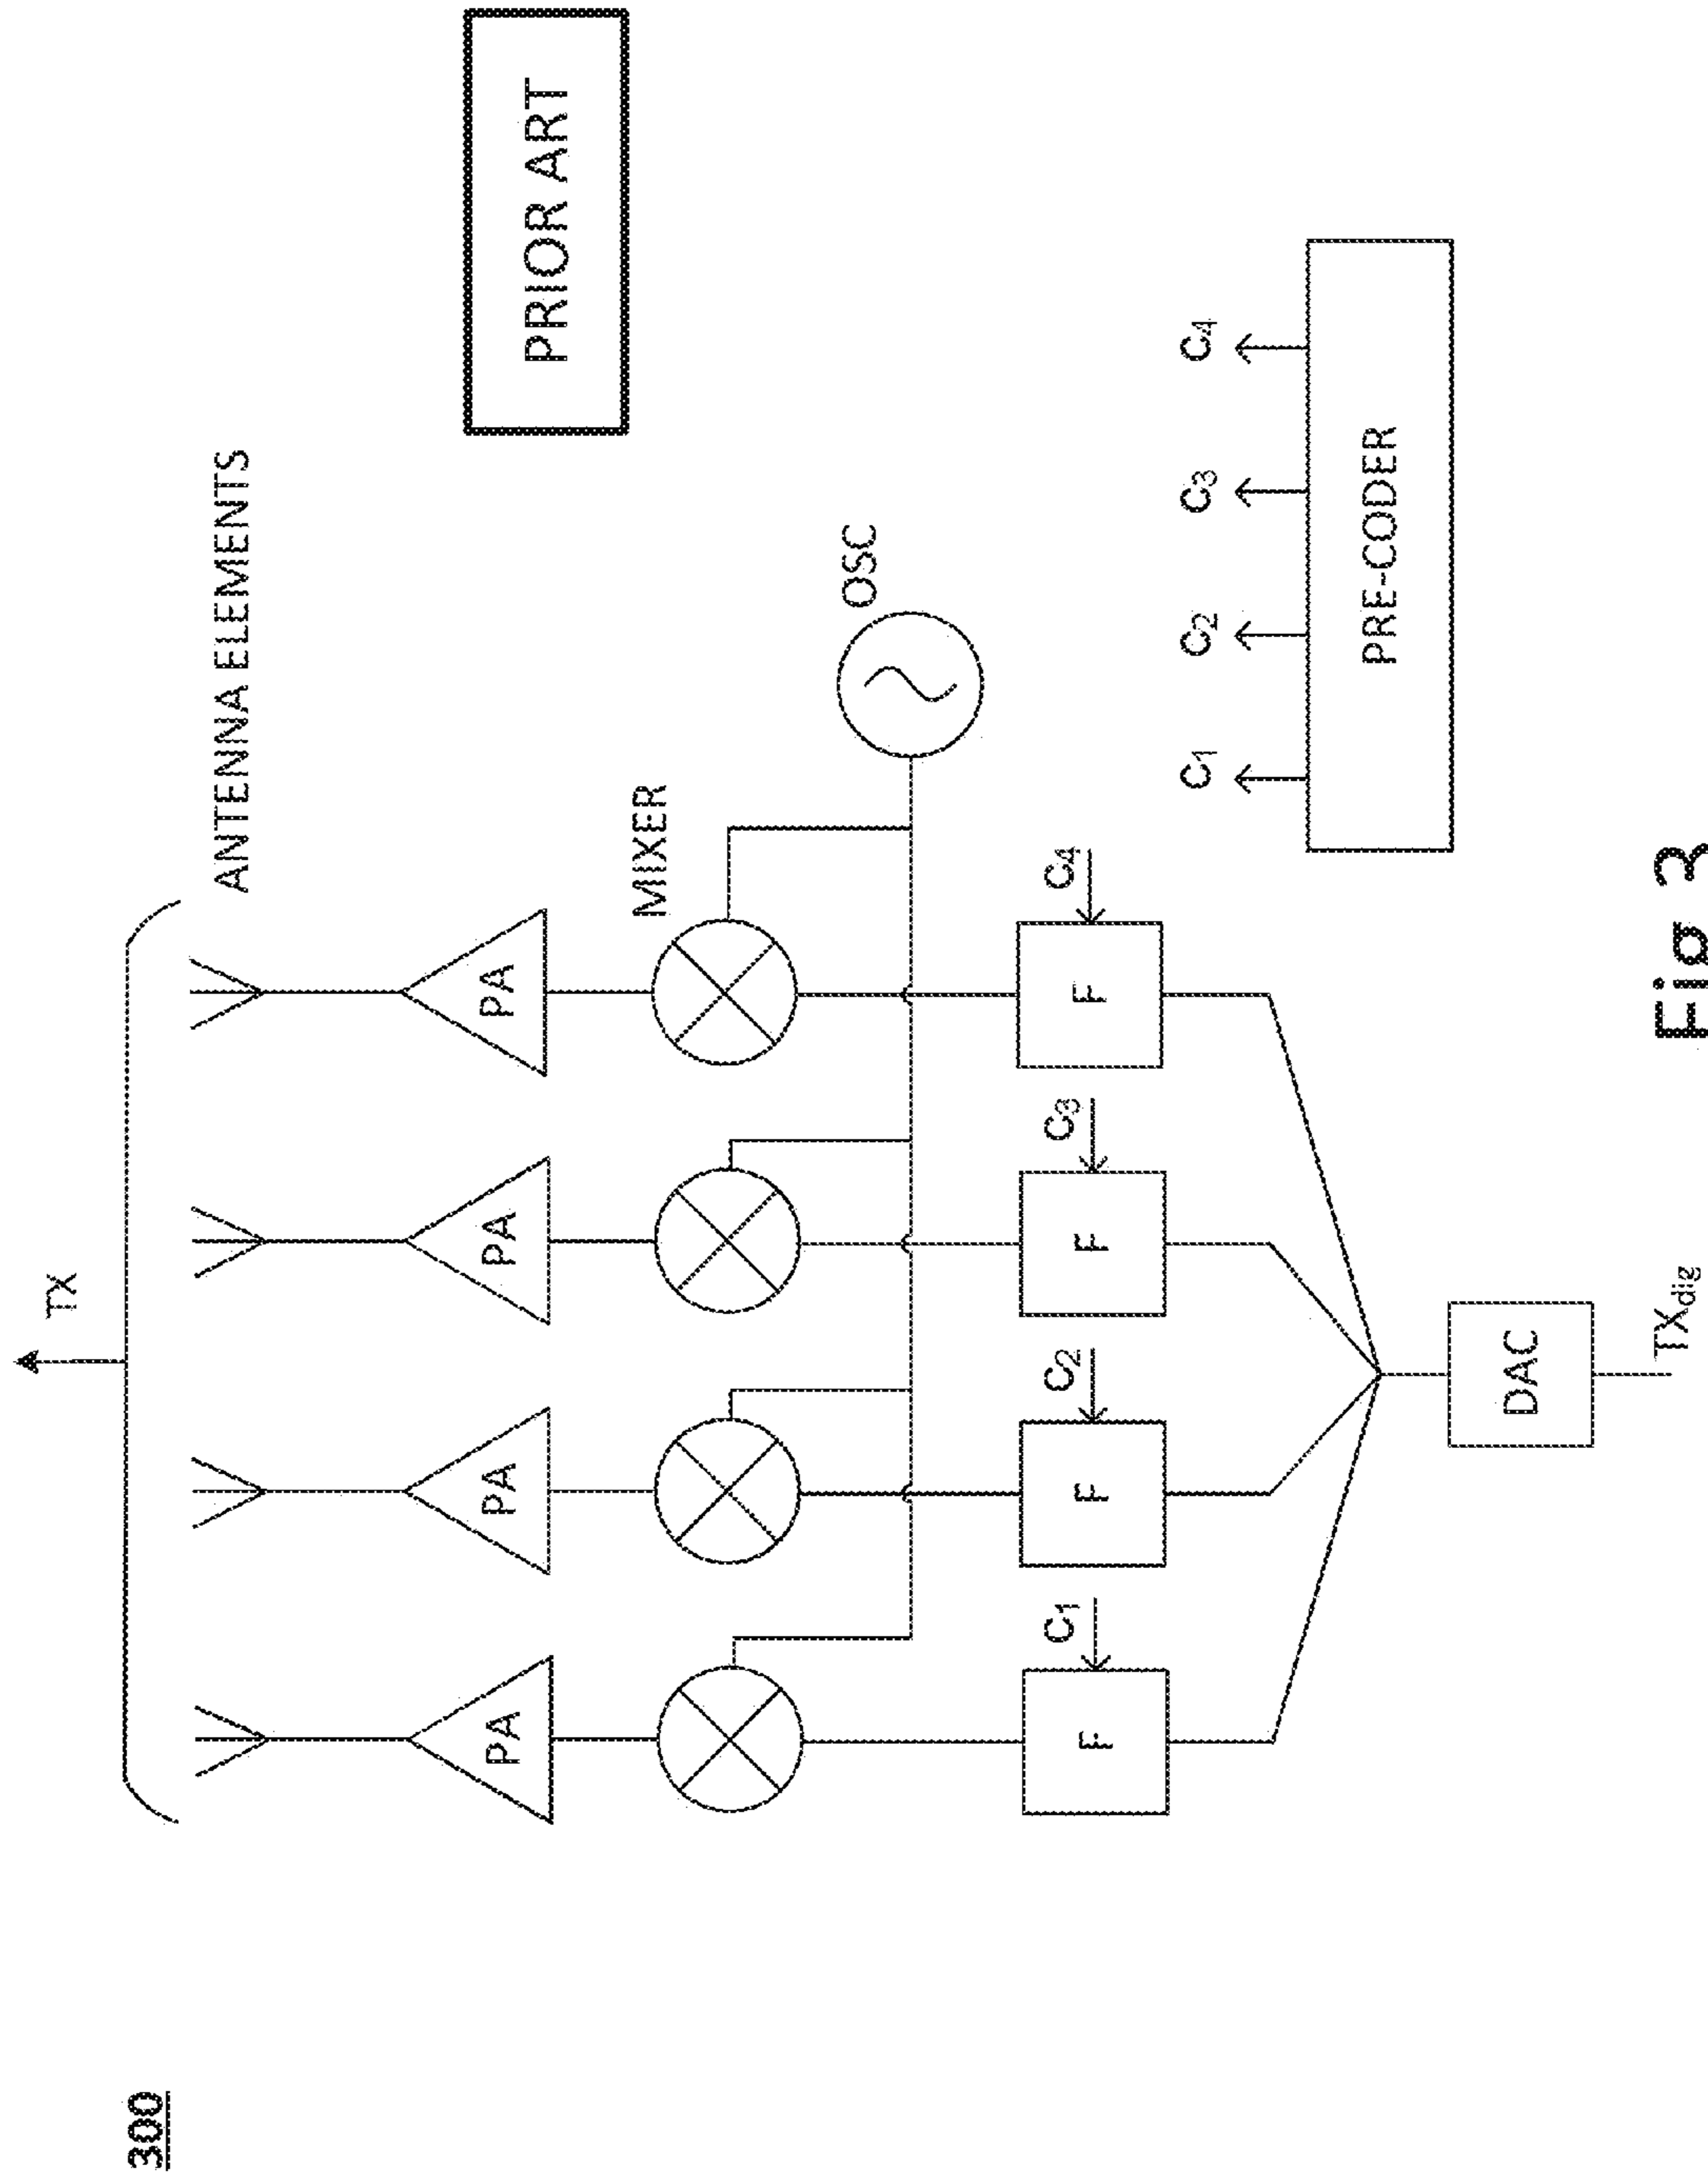 300
TX
ANTENNA ELEMENTS
PRIOR ART
PA
PA
PA
PA
MIXER
OSC
C1
C2
C3
C4
F
F
F
F
C1
C2
C3
C4
PRE-CODER
DAC
TXdig
Fig 3